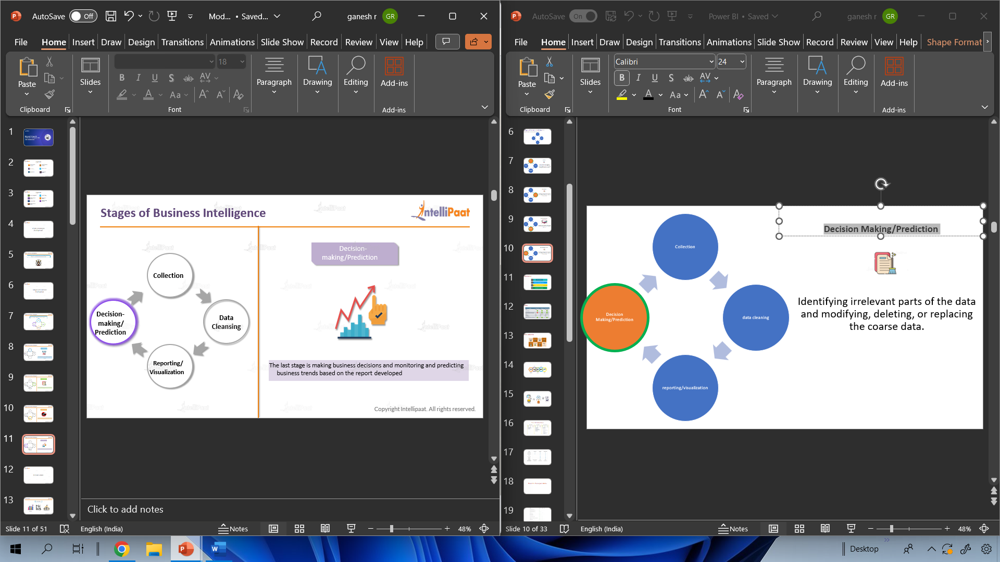 AutoSave Off Mod... • Saved... ganesh r GR
File Home Insert Draw Design Transitions Animations Slide Show Record Review View Help
Paste
Clipboard
Slides
18
B I U S ab AV
A Aa A A A
Font
Paragraph
Drawing
Editing
Add-ins
Add-ins
1
2
3
4
5
6
7
8
9
10
11
12
13
Stages of Business Intelligence
IntelliPaat
Collection
Data
Cleansing
Reporting/
Visualization
Decision-
making/
Prediction
Decision-
making/Prediction
The last stage is making business decisions and monitoring and predicting
business trends based on the report developed
Copyright Intellipaat. All rights reserved.
Click to add notes
Slide 11 of 51 English (India) Notes 48%
AutoSave On Power BI • Saved ganesh r GR
File Home Insert Draw Design Transitions Animations Slide Show Record Review View Help Shape Format
Paste
Clipboard
Slides
Calibri 24
B I U S ab AV
A Aa A A A
Font
Paragraph
Drawing
Editing
Add-ins
Add-ins
6
7
8
9
10
11
12
13
14
15
16
17
18
19
Collection
data cleaning
reporting/visualization
Decision
Making/Prediction
Decision Making/Prediction
Identifying irrelevant parts of the data
and modifying, deleting, or replacing
the coarse data.
Slide 10 of 33 English (India) Notes 48%
Desktop